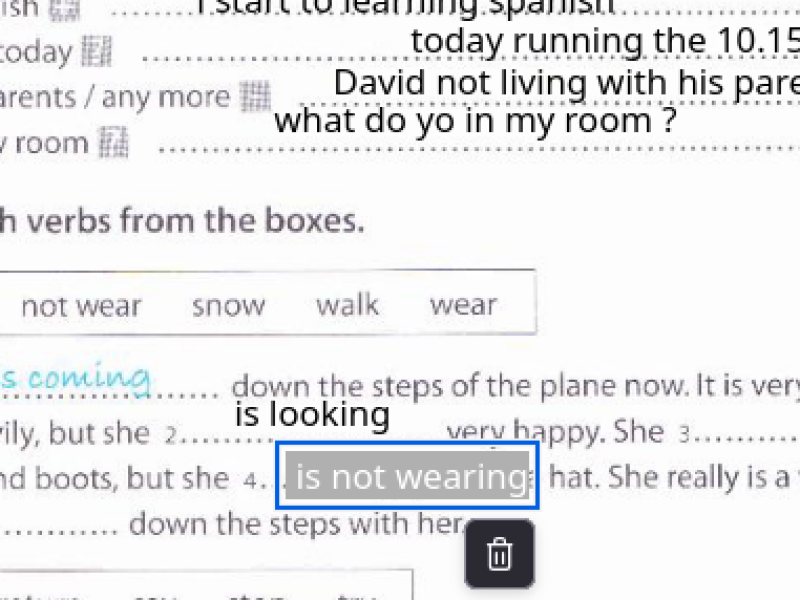 ish I start to learning spanish
today today running the 10.15
arents / any more David not living with his pare
y room what do yo in my room ?
h verbs from the boxes.
not wear snow walk wear
s coming down the steps of the plane now. It is very
vily, but she 2 is looking very happy. She 3
nd boots, but she 4 is not wearing hat. She really is a
down the steps with her.